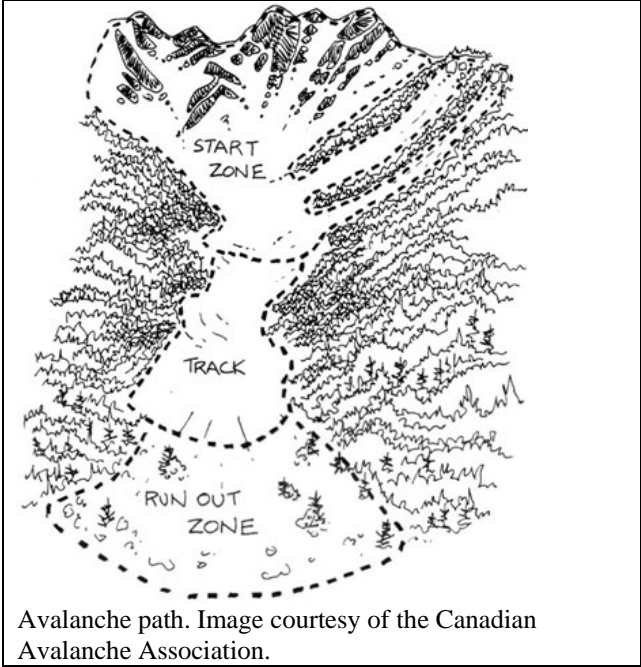 START
ZONE
TRACK
RUN OUT
ZONE
Avalanche path. Image courtesy of the Canadian
Avalanche Association.